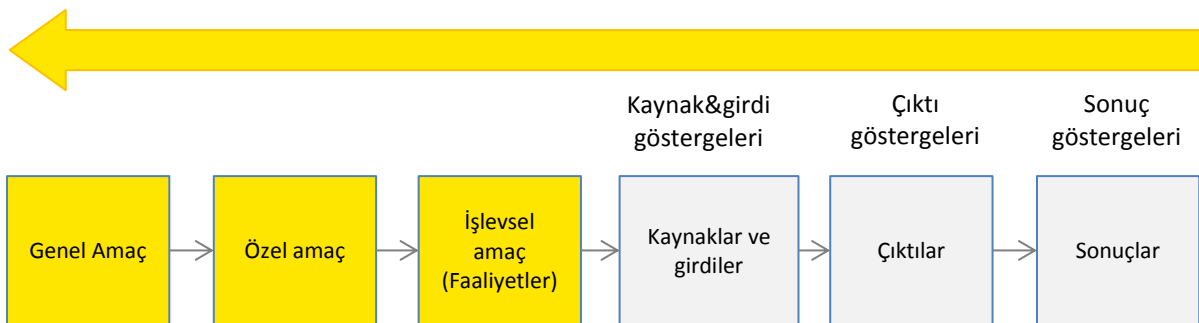 Kaynak&girdi
göstergeleri
Çıktı
göstergeleri
Sonuç
göstergeleri
Genel Amaç
Özel amaç
İşlevsel
amaç
(Faaliyetler)
Kaynaklar ve
girdiler
Çıktılar
Sonuçlar